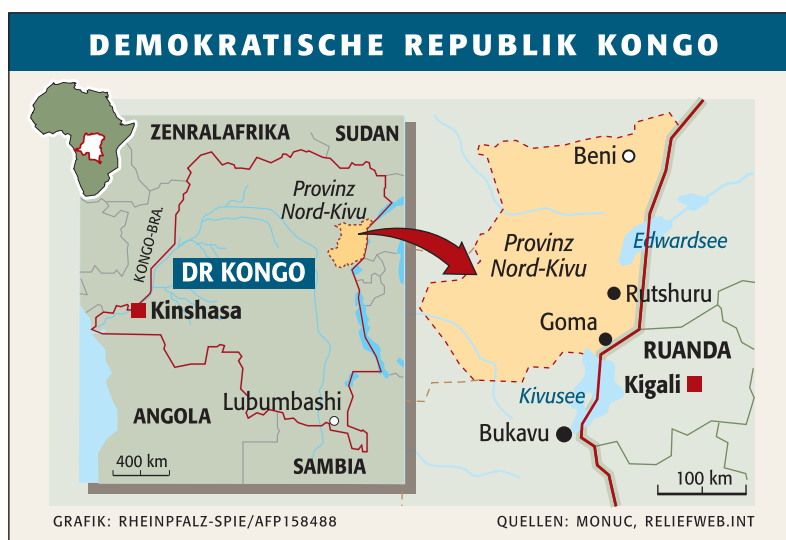 DEMOKRATISCHE REPUBLIK KONGO
ZENRALAFRIKA
SUDAN
Provinz
Nord-Kivu
KONGO-BRA.
DR KONGO
Kinshasa
Lubumbashi
ANGOLA
SAMBIA
400 km
Beni
Edwardsee
Provinz
Nord-Kivu
Rutshuru
Goma
RUANDA
Kivusee
Kigali
Bukavu
100 km
GRAFIK: RHEINPFALZ-SPIE/AFP158488
QUELLEN: MONUC, RELIEFWEB.INT